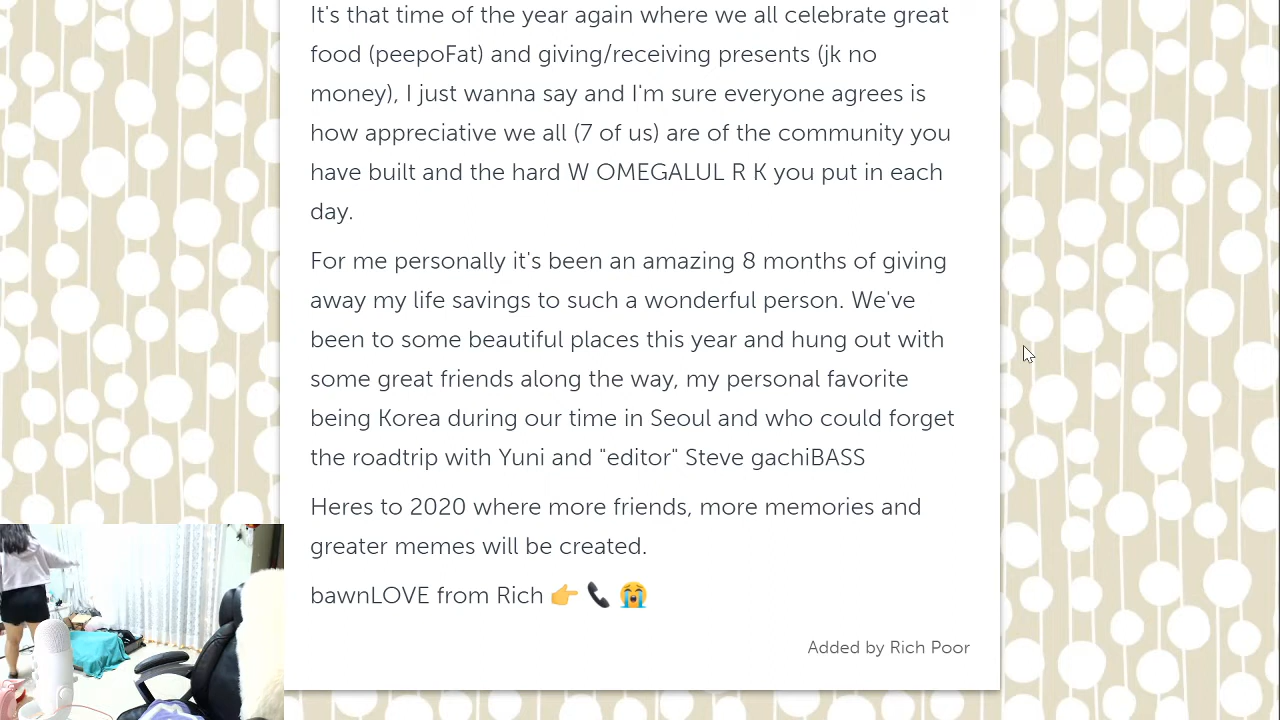 It's that time of the year again where we all celebrate great
food (peepoFat) and giving/receiving presents (jk no
money), I just wanna say and I'm sure everyone agrees is
how appreciative we all (7 of us) are of the community you
have built and the hard W OMEGALUL R K you put in each
day.
For me personally it's been an amazing 8 months of giving
away my life savings to such a wonderful person. We've
been to some beautiful places this year and hung out with
some great friends along the way, my personal favorite
being Korea during our time in Seoul and who could forget
the roadtrip with Yuni and "editor" Steve gachiBASS
Heres to 2020 where more friends, more memories and
greater memes will be created.
bawnLOVE from Rich 👉 📞 😭
Added by Rich Poor